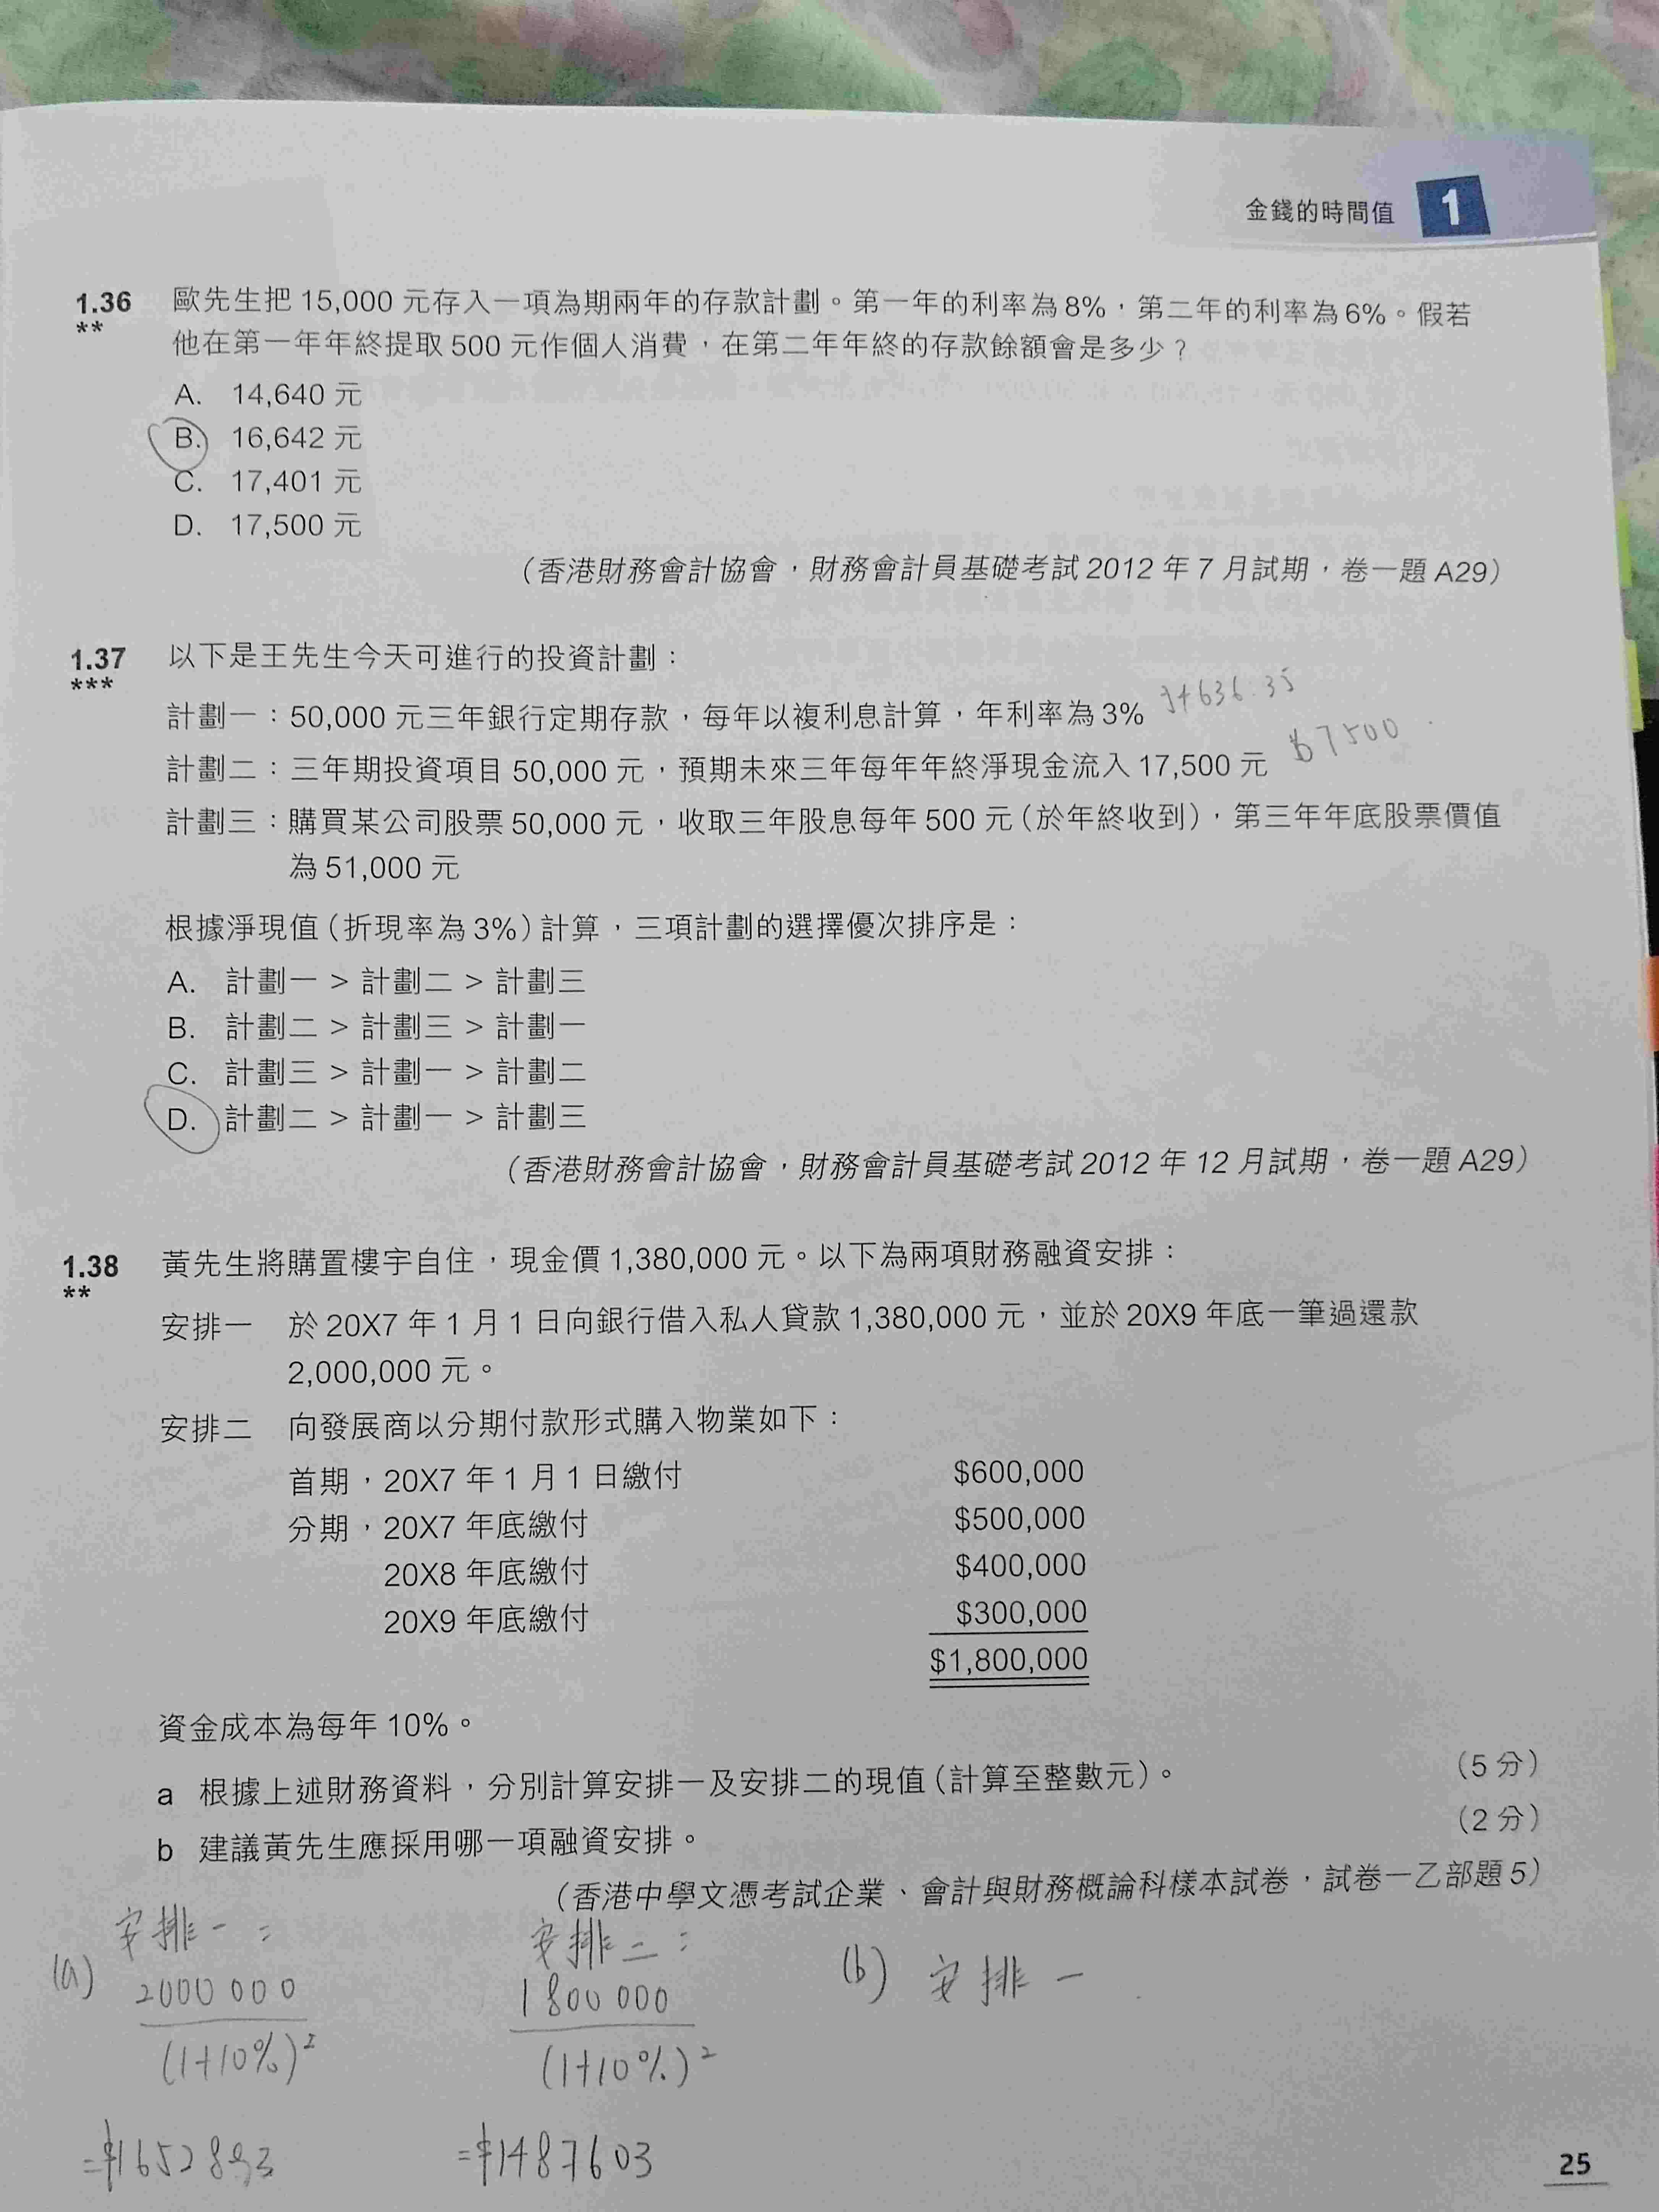 金錢的時間值 1
1.36 歐先生把 15,000 元存入一項為期兩年的存款計劃。第一年的利率為 8%，第二年的利率為 6%。假若
** 他在第一年年終提取 500 元作個人消費，在第二年年終的存款餘額會是多少？
A. 14,640 元
B. 16,642 元
C. 17,401 元
D. 17,500 元
（香港財務會計協會，財務會計員基礎考試 2012 年 7 月試期，卷一題 A29）
1.37 以下是王先生今天可進行的投資計劃：
***
計劃一：50,000 元三年銀行定期存款，每年以複利息計算，年利率為 3% $4636.35
計劃二：三年期投資項目 50,000 元，預期未來三年每年年終淨現金流入 17,500 元 $7500
計劃三：購買某公司股票 50,000 元，收取三年股息每年 500 元（於年終收到），第三年年底股票價值
為 51,000 元
根據淨現值（折現率為 3%）計算，三項計劃的選擇優次排序是：
A. 計劃一 > 計劃二 > 計劃三
B. 計劃二 > 計劃三 > 計劃一
C. 計劃三 > 計劃一 > 計劃二
D. 計劃二 > 計劃一 > 計劃三
（香港財務會計協會，財務會計員基礎考試 2012 年 12 月試期，卷一題 A29）
1.38 黃先生將購置樓宇自住，現金價 1,380,000 元。以下為兩項財務融資安排：
**
安排一 於 20X7 年 1 月 1 日向銀行借入私人貸款 1,380,000 元，並於 20X9 年底一筆過還款
2,000,000 元。
安排二 向發展商以分期付款形式購入物業如下：
首期，20X7 年 1 月 1 日繳付 $600,000
分期，20X7 年底繳付 $500,000
20X8 年底繳付 $400,000
20X9 年底繳付 $300,000
$1,800,000
資金成本為每年 10%。
a 根據上述財務資料，分別計算安排一及安排二的現值（計算至整數元）。 （5 分）
b 建議黃先生應採用哪一項融資安排。 （2 分）
（香港中學文憑考試企業、會計與財務概論科樣本試卷，試卷一乙部題 5）
安排一： 安排二：
(a) 2000 000 1800 000 (b) 安排一
(1+10%)² (1+10%)²
=$1652893 =$1487603
25